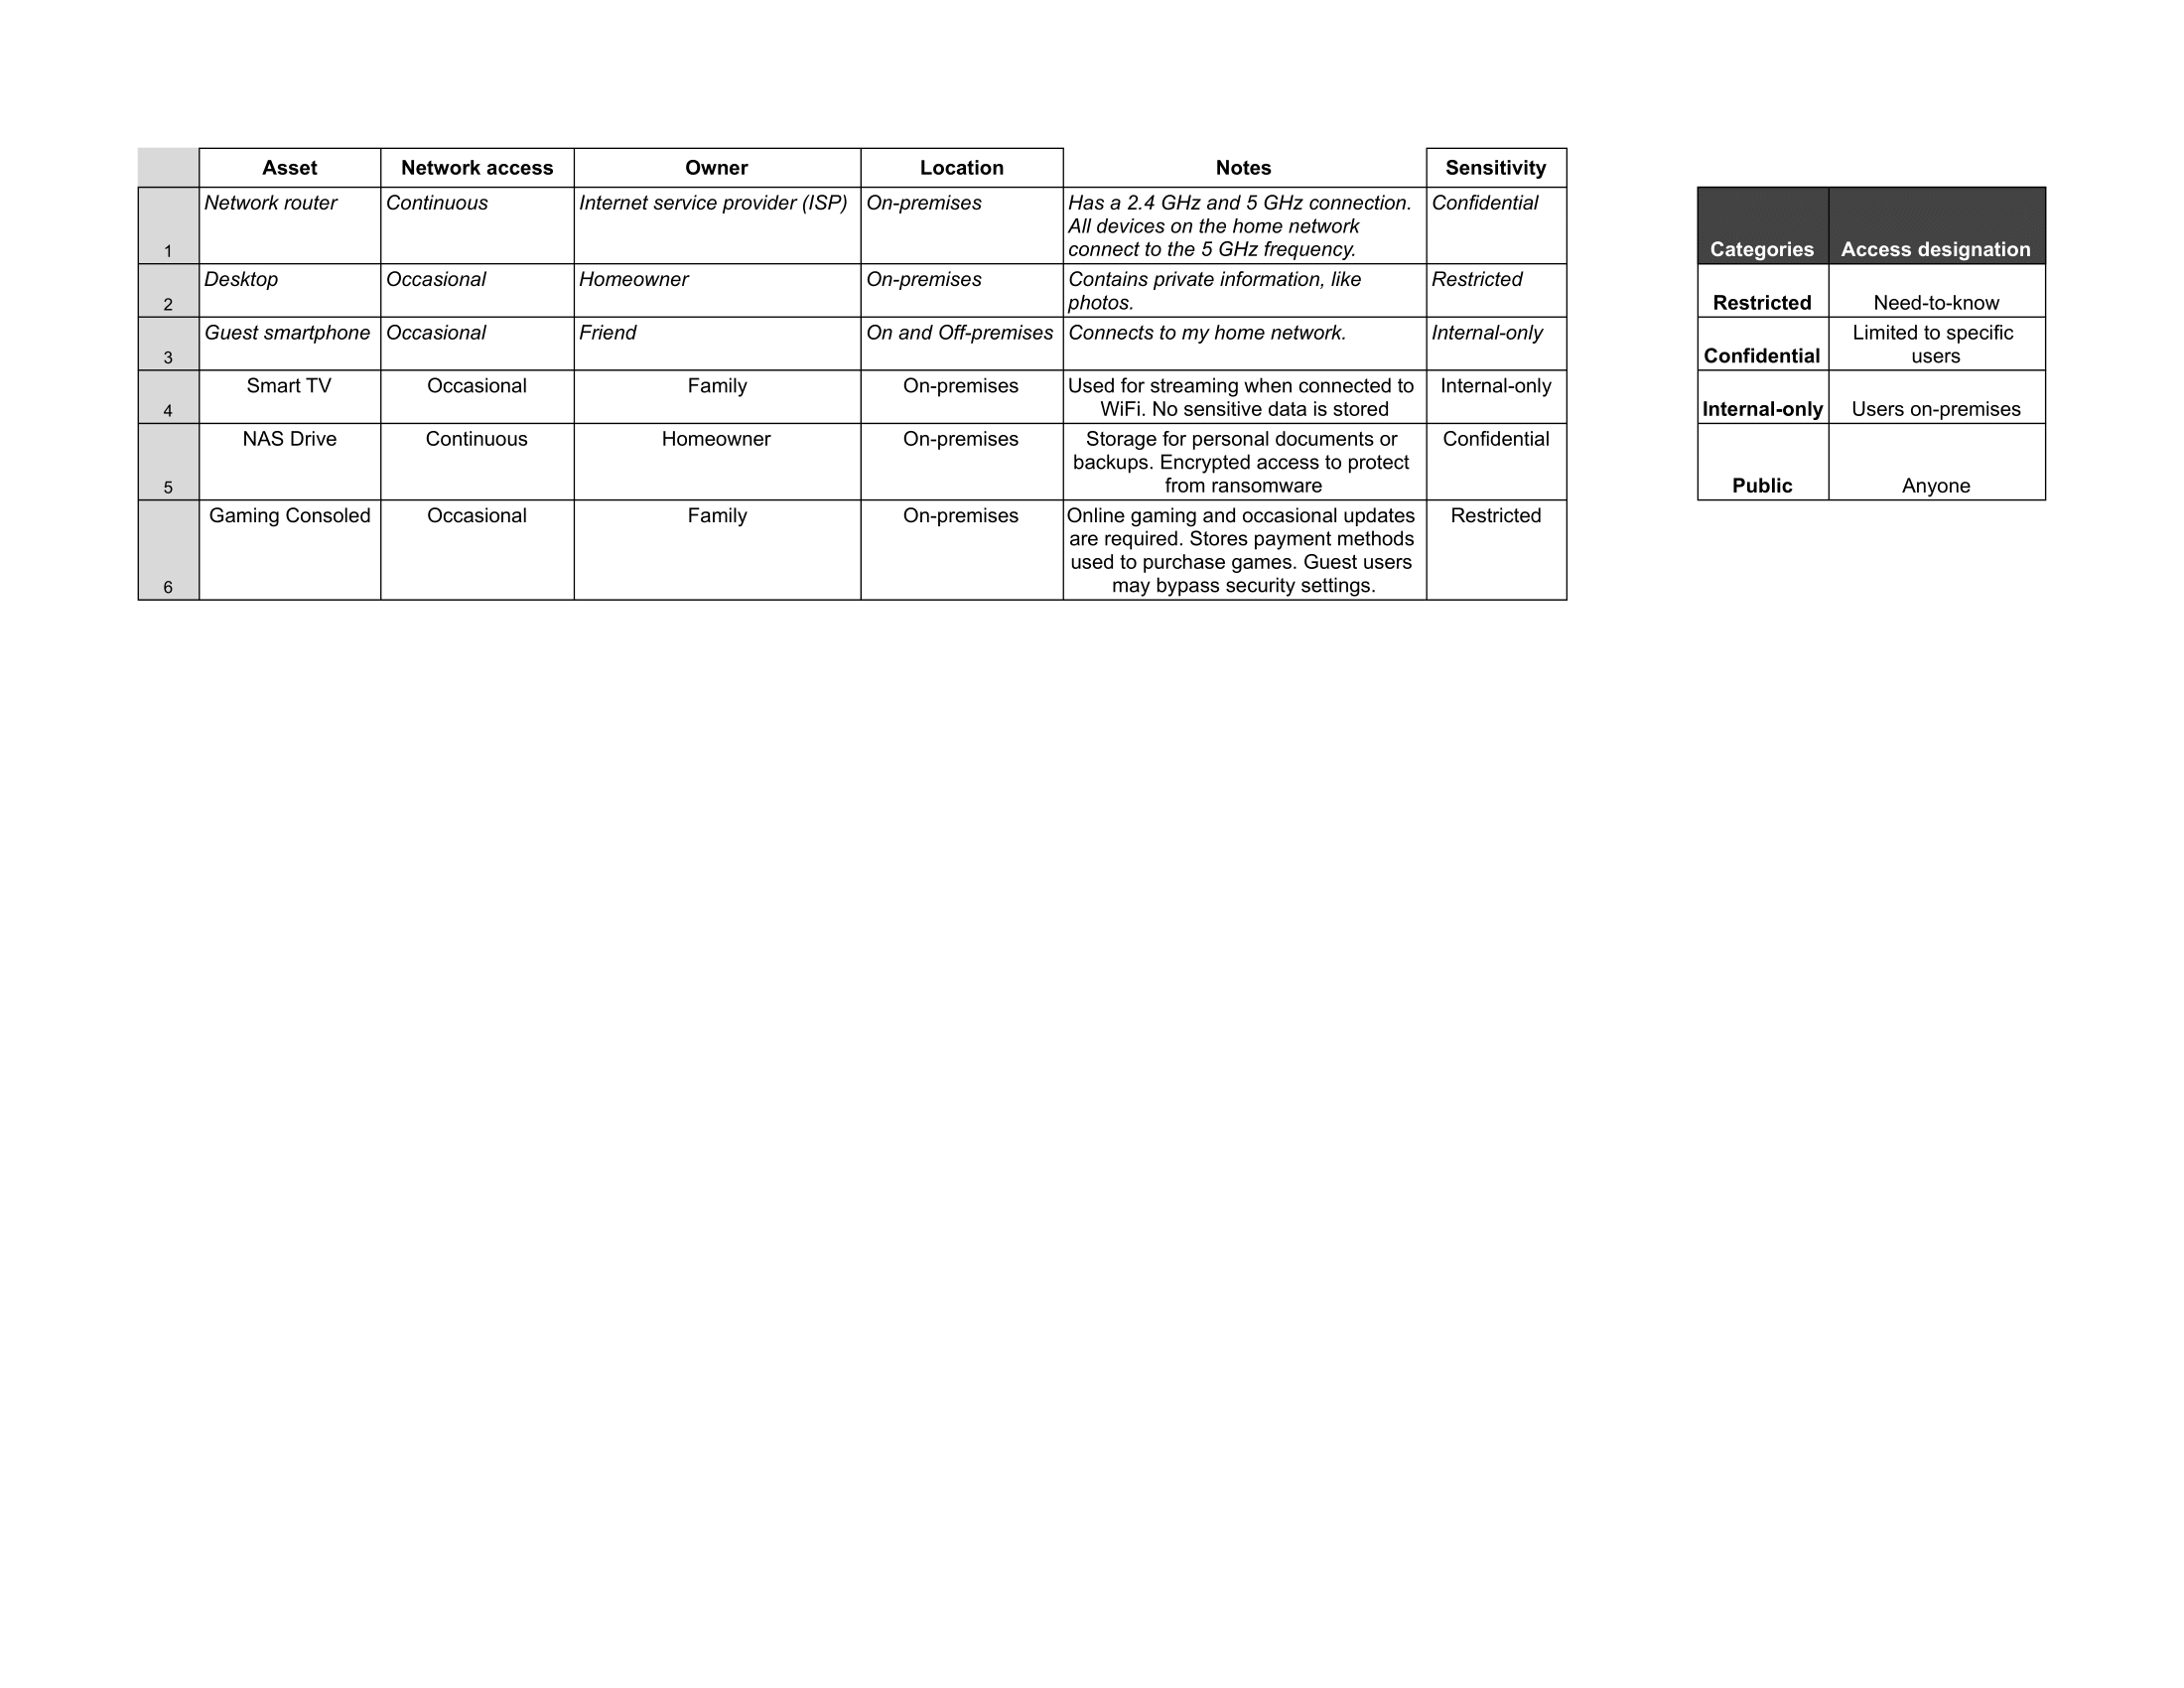 Asset Network access Owner Location Notes Sensitivity
1 Network router Continuous Internet service provider (ISP) On-premises Has a 2.4 GHz and 5 GHz connection.
All devices on the home network
connect to the 5 GHz frequency. Confidential
2 Desktop Occasional Homeowner On-premises Contains private information, like
photos. Restricted
3 Guest smartphone Occasional Friend On and Off-premises Connects to my home network. Internal-only
4 Smart TV Occasional Family On-premises Used for streaming when connected to
WiFi. No sensitive data is stored Internal-only
5 NAS Drive Continuous Homeowner On-premises Storage for personal documents or
backups. Encrypted access to protect
from ransomware Confidential
6 Gaming Consoled Occasional Family On-premises Online gaming and occasional updates
are required. Stores payment methods
used to purchase games. Guest users
may bypass security settings. Restricted
Categories Access designation
Restricted Need-to-know
Confidential Limited to specific
users
Internal-only Users on-premises
Public Anyone